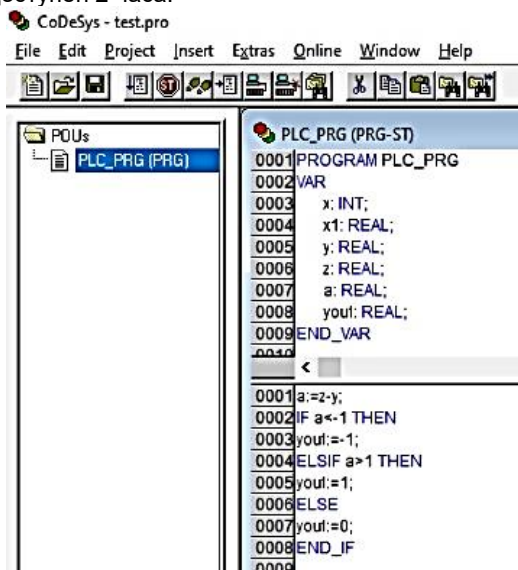 CoDeSys - test.pro
File Edit Project Insert Extras Online Window Help
POUs
PLC_PRG (PRG)
PLC_PRG (PRG-ST)
0001 PROGRAM PLC_PRG
0002 VAR
0003 x: INT;
0004 x1: REAL;
0005 y: REAL;
0006 z: REAL;
0007 a: REAL;
0008 yout: REAL;
0009 END_VAR
0010
0001 a:=z-y;
0002 IF a<-1 THEN
0003 yout:=-1;
0004 ELSIF a>1 THEN
0005 yout:=1;
0006 ELSE
0007 yout:=0;
0008 END_IF
0009